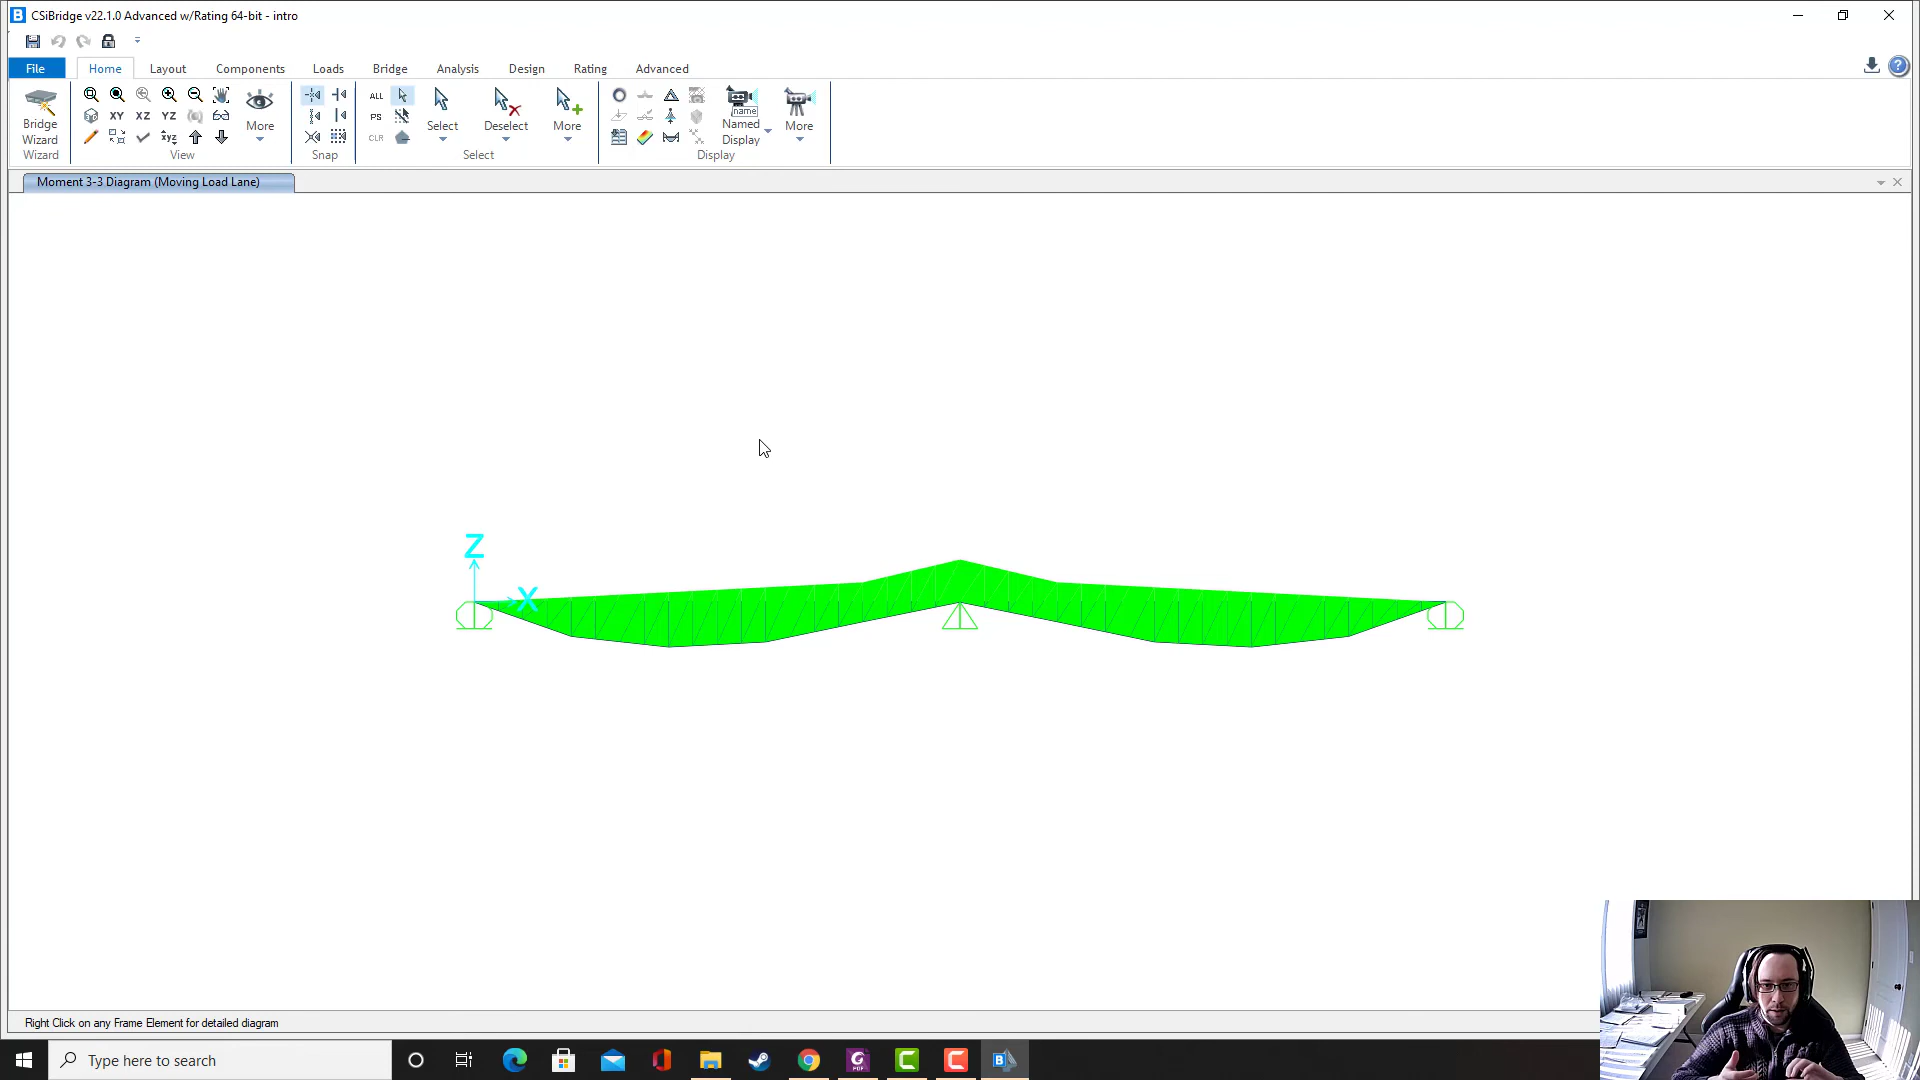 CSiBridge v22.1.0 Advanced w/Rating 64-bit - intro
File Home Layout Components Loads Bridge Analysis Design Rating Advanced
ALL
PS
CLR
XY XZ YZ
xyz
name
Bridge Wizard
More
Select
Deselect
More
Named Display
More
Wizard View Snap Select Display
Moment 3-3 Diagram (Moving Load Lane)
Z
X
Right Click on any Frame Element for detailed diagram
Type here to search